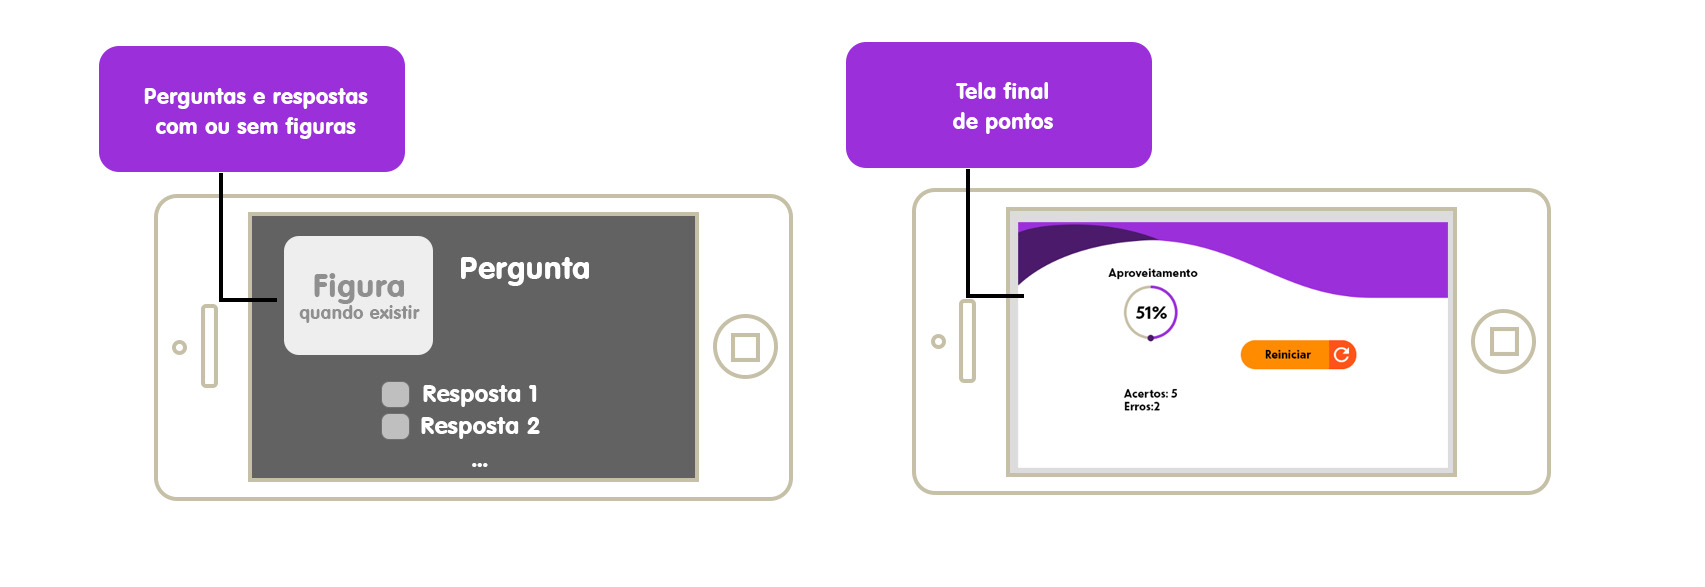 Perguntas e respostas
com ou sem figuras
Figura
quando existir
Pergunta
Resposta 1
Resposta 2
...
Tela final
de pontos
Aproveitamento
51%
Reiniciar
Acertos: 5
Erros:2